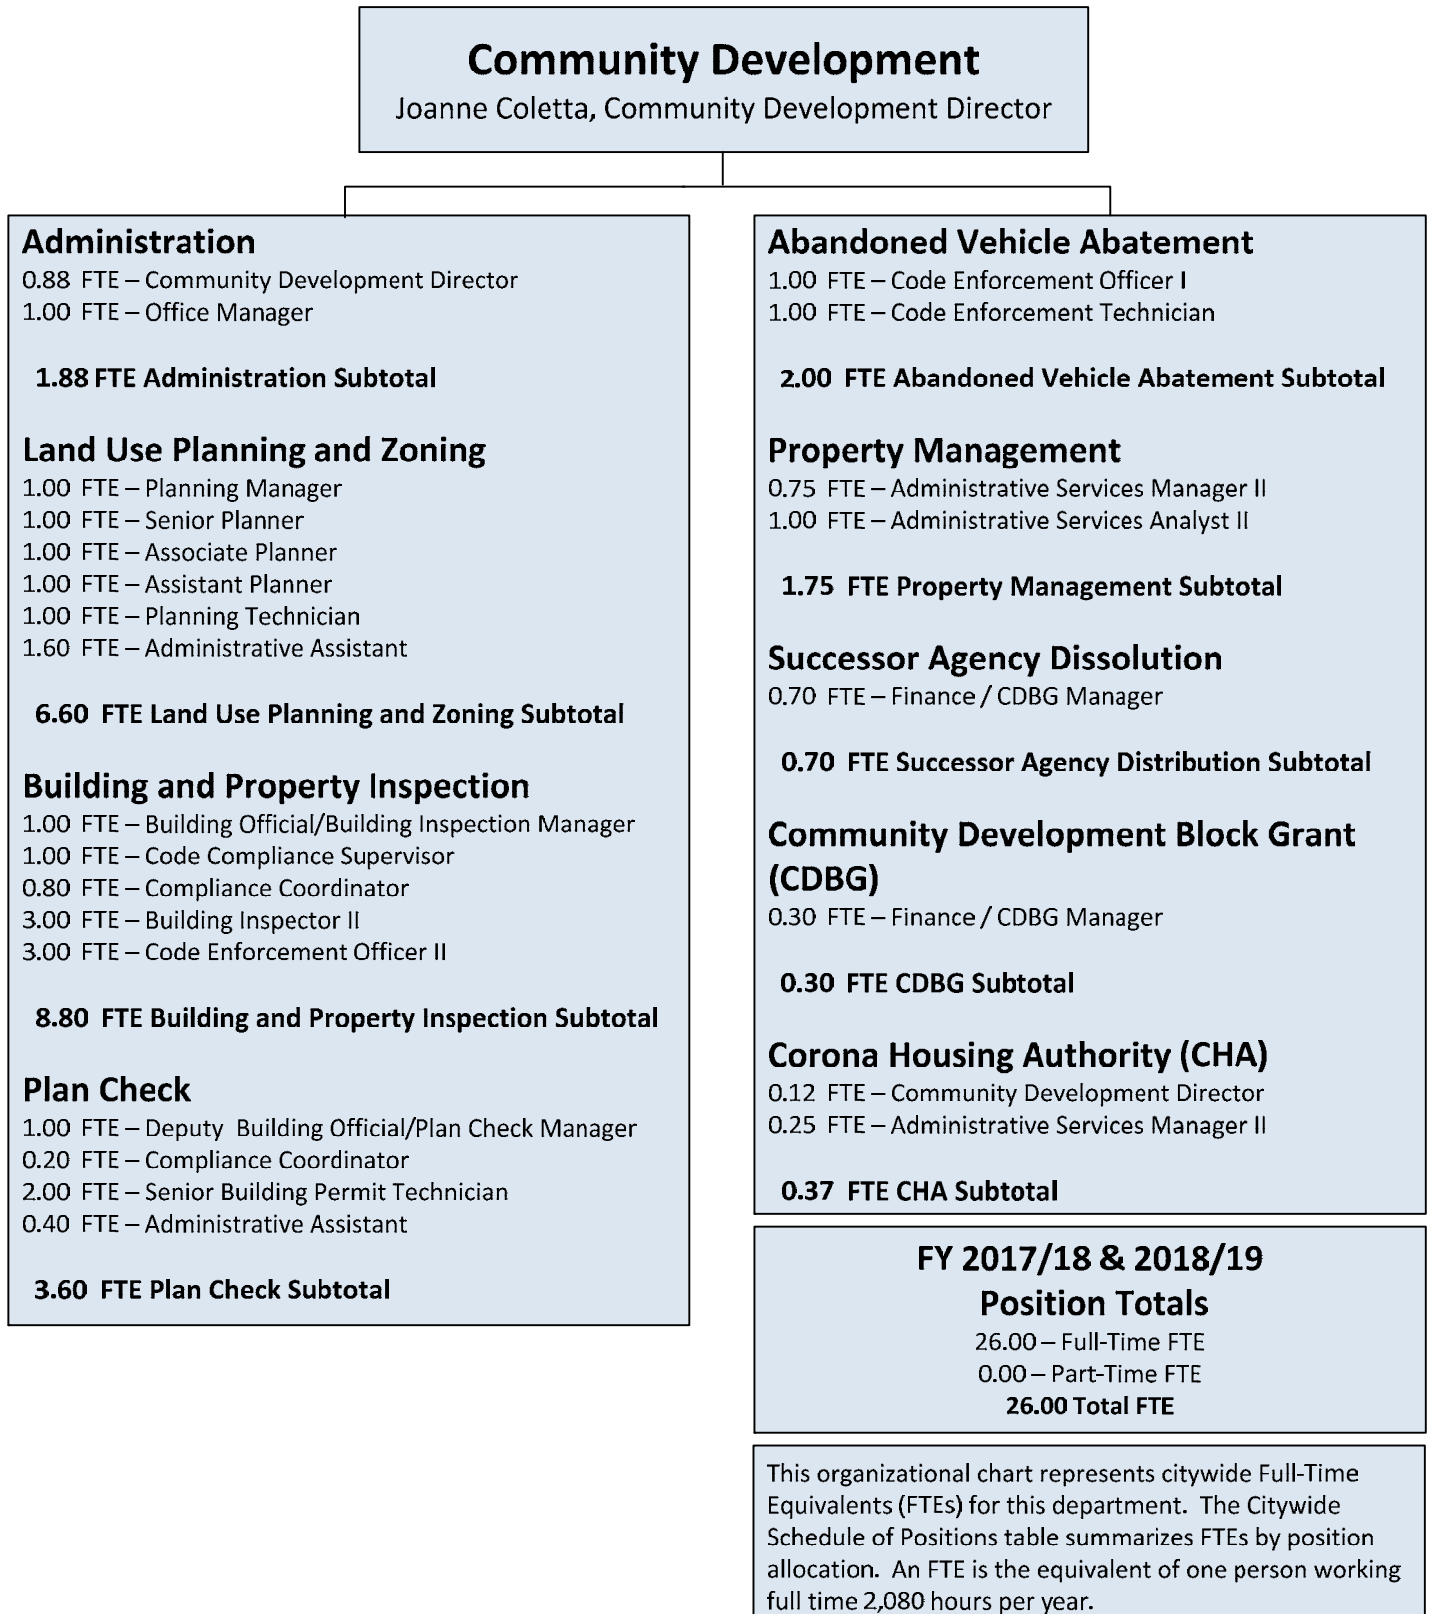 Community Development
Joanne Coletta, Community Development Director
Administration
0.88 FTE – Community Development Director
1.00 FTE – Office Manager
1.88 FTE Administration Subtotal
Land Use Planning and Zoning
1.00 FTE – Planning Manager
1.00 FTE – Senior Planner
1.00 FTE – Associate Planner
1.00 FTE – Assistant Planner
1.00 FTE – Planning Technician
1.60 FTE – Administrative Assistant
6.60 FTE Land Use Planning and Zoning Subtotal
Building and Property Inspection
1.00 FTE – Building Official/Building Inspection Manager
1.00 FTE – Code Compliance Supervisor
0.80 FTE – Compliance Coordinator
3.00 FTE – Building Inspector II
3.00 FTE – Code Enforcement Officer II
8.80 FTE Building and Property Inspection Subtotal
Plan Check
1.00 FTE – Deputy Building Official/Plan Check Manager
0.20 FTE – Compliance Coordinator
2.00 FTE – Senior Building Permit Technician
0.40 FTE – Administrative Assistant
3.60 FTE Plan Check Subtotal
Abandoned Vehicle Abatement
1.00 FTE – Code Enforcement Officer I
1.00 FTE – Code Enforcement Technician
2.00 FTE Abandoned Vehicle Abatement Subtotal
Property Management
0.75 FTE – Administrative Services Manager II
1.00 FTE – Administrative Services Analyst II
1.75 FTE Property Management Subtotal
Successor Agency Dissolution
0.70 FTE – Finance / CDBG Manager
0.70 FTE Successor Agency Distribution Subtotal
Community Development Block Grant
(CDBG)
0.30 FTE – Finance / CDBG Manager
0.30 FTE CDBG Subtotal
Corona Housing Authority (CHA)
0.12 FTE – Community Development Director
0.25 FTE – Administrative Services Manager II
0.37 FTE CHA Subtotal
FY 2017/18 & 2018/19
Position Totals
26.00 – Full-Time FTE
0.00 – Part-Time FTE
26.00 Total FTE
This organizational chart represents citywide Full-Time
Equivalents (FTEs) for this department. The Citywide
Schedule of Positions table summarizes FTEs by position
allocation. An FTE is the equivalent of one person working
full time 2,080 hours per year.